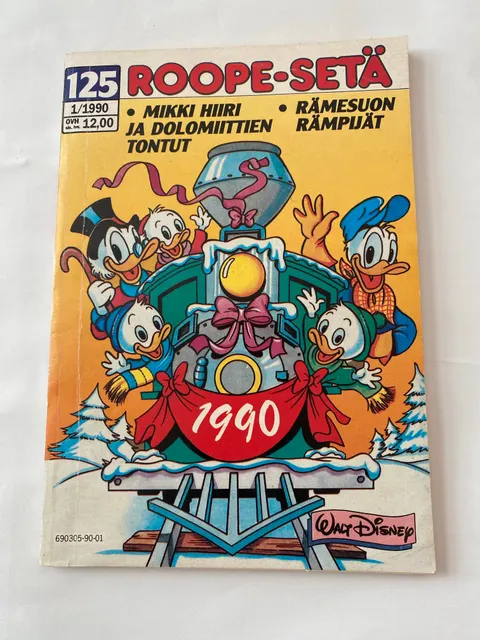 125 ROOPE-SETÄ
1/1990
OVH
sis. lvv. 12,00
• MIKKI HIIRI
JA DOLOMIITTIEN
TONTUT
• RÄMESUON
RÄMPIJÄT
1990
WALT DISNEY
690305-90-01